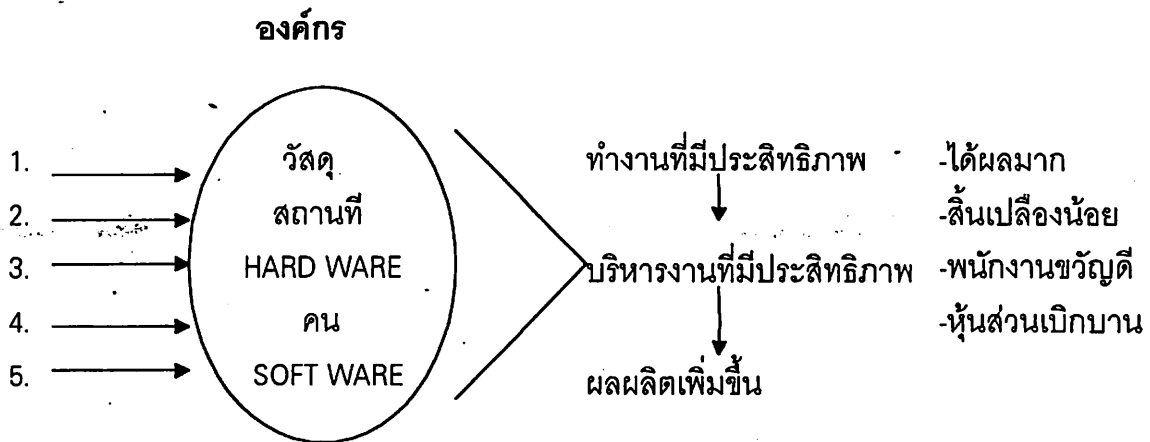 องค์กร
1. วัสดุ ทำงานที่มีประสิทธิภาพ -ได้ผลมาก
2. สถานที่ -สิ้นเปลืองน้อย
3. HARD WARE บริหารงานที่มีประสิทธิภาพ -พนักงานขวัญดี
4. คน -หุ้นส่วนเบิกบาน
5. SOFT WARE ผลผลิตเพิ่มขึ้น